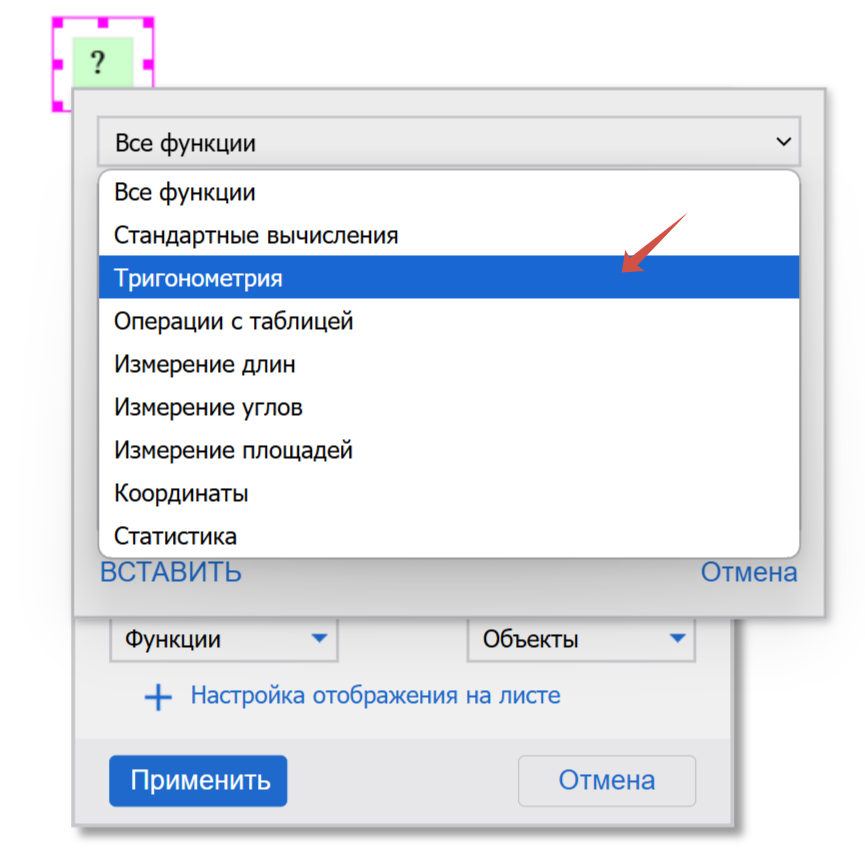 ?
Все функции
Все функции
Стандартные вычисления
Тригонометрия
Операции с таблицей
Измерение длин
Измерение углов
Измерение площадей
Координаты
Статистика
ВСТАВИТЬ Отмена
Функции Объекты
+ Настройка отображения на листе
Применить Отмена